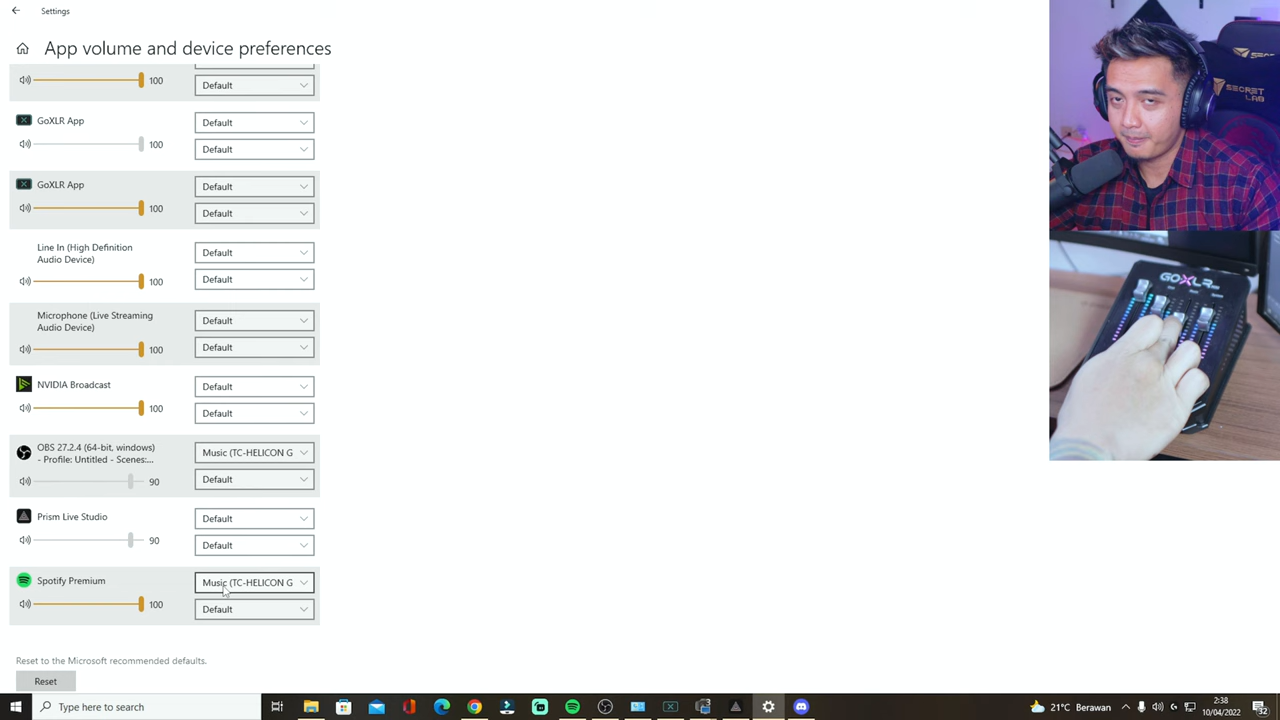 Settings
App volume and device preferences
100
Default
GoXLR App
Default
100
Default
GoXLR App
Default
100
Default
Line In (High Definition
Audio Device)
Default
100
Default
Microphone (Live Streaming
Audio Device)
Default
100
Default
NVIDIA Broadcast
Default
100
Default
OBS 27.2.4 (64-bit, windows)
- Profile: Untitled - Scenes:...
Music (TC-HELICON G
90
Default
Prism Live Studio
Default
90
Default
Spotify Premium
Music (TC-HELICON G
100
Default
Reset to the Microsoft recommended defaults.
Reset
Type here to search
21°C Berawan
2:38
10/04/2022
32
SECRET
LAB
GOXLR